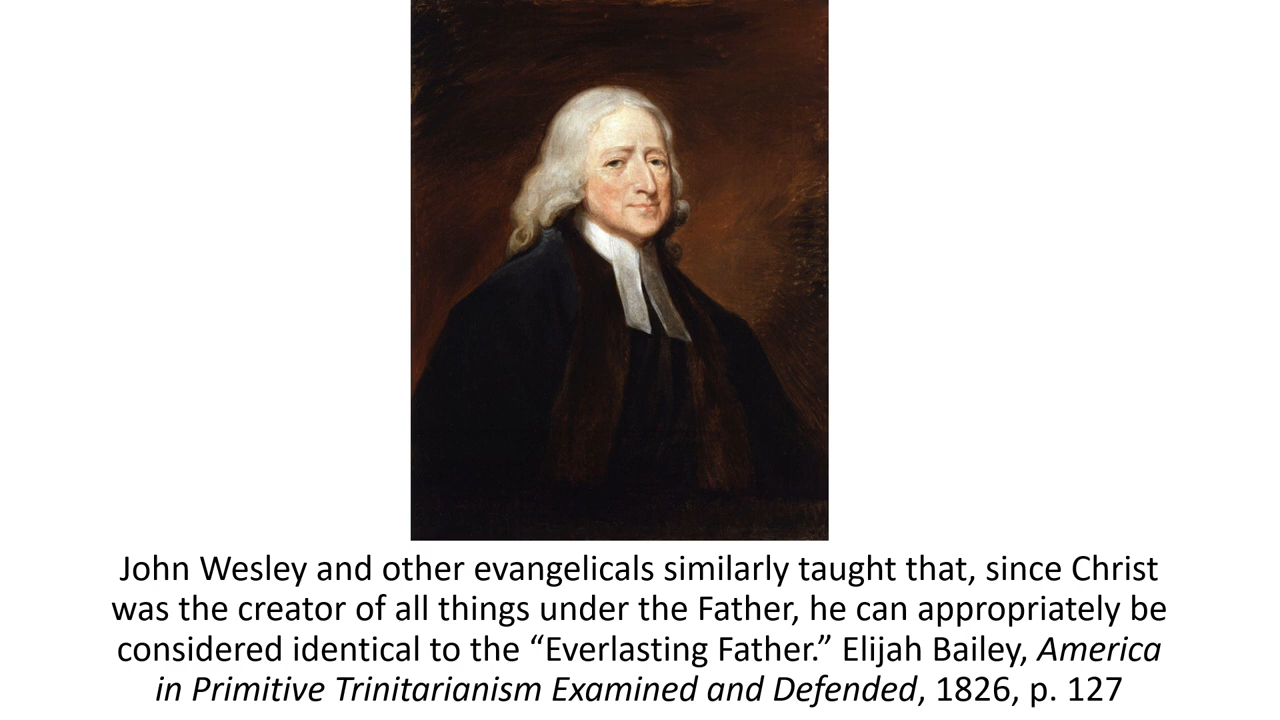 John Wesley and other evangelicals similarly taught that, since Christ
was the creator of all things under the Father, he can appropriately be
considered identical to the “Everlasting Father.” Elijah Bailey, America
in Primitive Trinitarianism Examined and Defended, 1826, p. 127